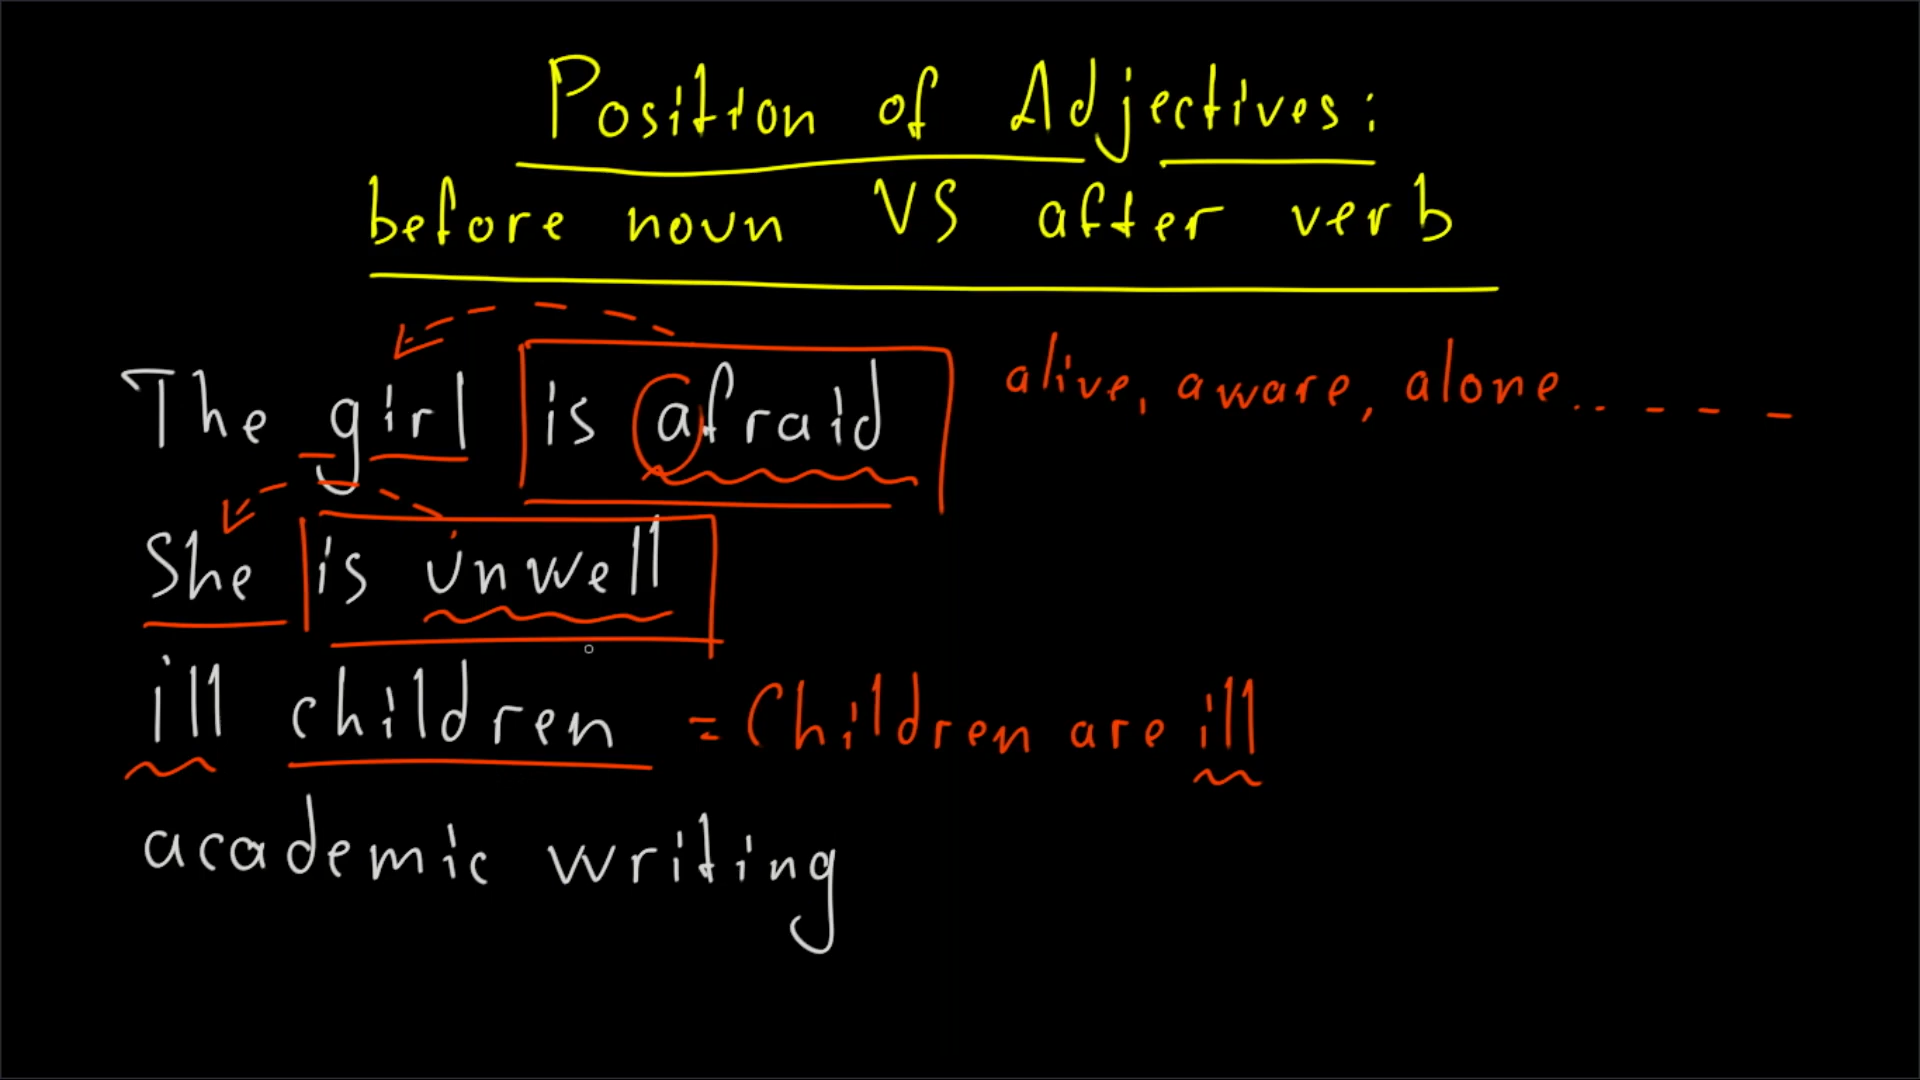 Position of Adjectives:
before noun VS after verb
The girl is afraid alive, aware, alone..----
She is unwell
ill children = Children are ill
academic writing